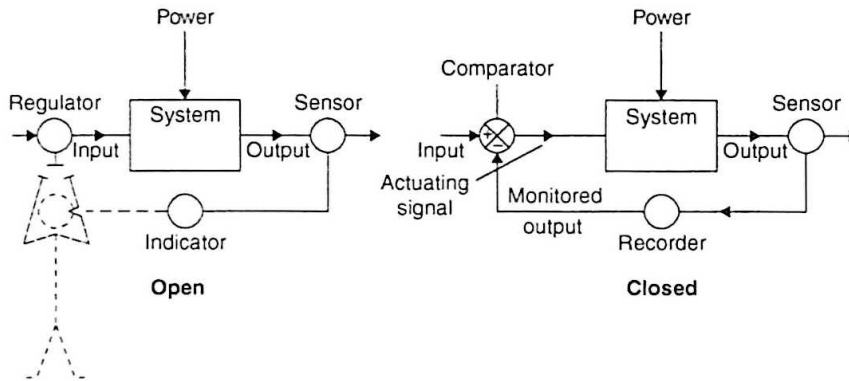 Power
Regulator
System
Sensor
Input
Output
Indicator
Open
Power
Comparator
System
Sensor
+
−
Input
Output
Actuating
signal
Monitored
output
Recorder
Closed